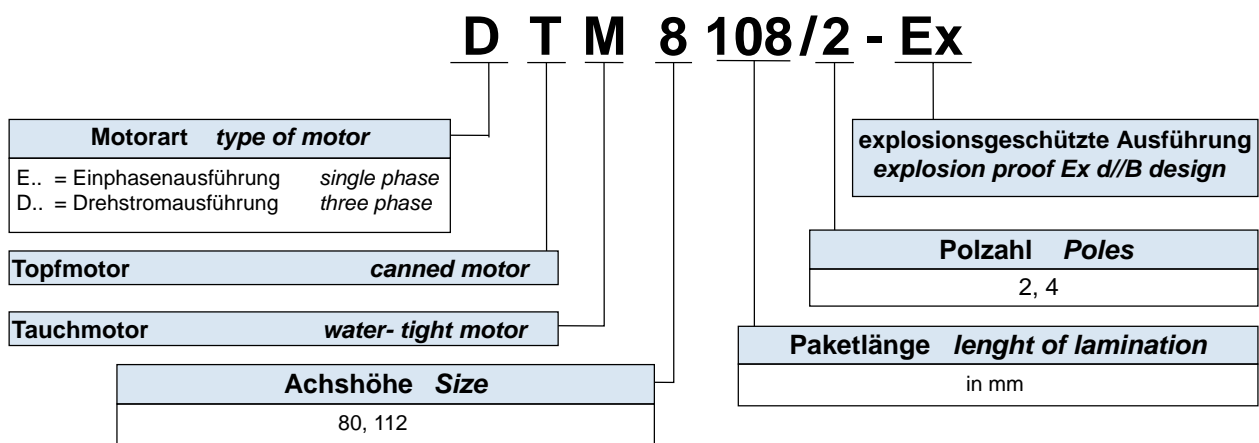 D T M 8 108/2 - Ex
Motorart type of motor
E.. = Einphasenausführung single phase
D.. = Drehstromausführung three phase
explosionsgeschützte Ausführung
explosion proof Ex d//B design
Topfmotor canned motor
Polzahl Poles
2, 4
Tauchmotor water- tight motor
Paketlänge lenght of lamination
in mm
Achshöhe Size
80, 112